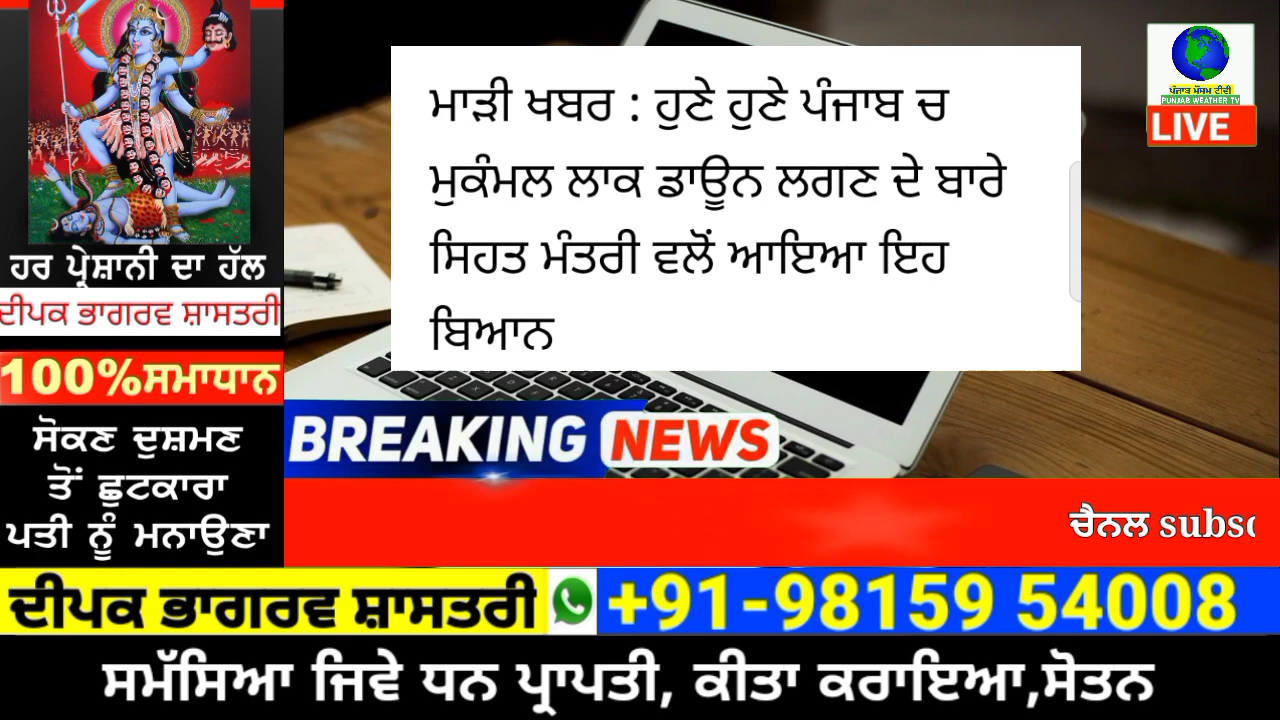 ਮਾੜੀ ਖਬਰ : ਹੁਣੇ ਹੁਣੇ ਪੰਜਾਬ ਚ
ਮੁਕੰਮਲ ਲਾਕ ਡਾਊਨ ਲਗਣ ਦੇ ਬਾਰੇ
ਸਿਹਤ ਮੰਤਰੀ ਵਲੋਂ ਆਇਆ ਇਹ
ਬਿਆਨ
ਪੰਜਾਬ ਮੌਸਮ ਟੀਵੀ
PUNJAB WEATHER TV
LIVE
ਹਰ ਪ੍ਰੇਸ਼ਾਨੀ ਦਾ ਹੱਲ
ਦੀਪਕ ਭਾਗਰਵ ਸ਼ਾਸਤਰੀ
100%ਸਮਾਧਾਨ
ਸੋਕਣ ਦੁਸ਼ਮਣ
ਤੋਂ ਛੁਟਕਾਰਾ
ਪਤੀ ਨੂੰ ਮਨਾਉਣਾ
BREAKING NEWS
ਚੈਨਲ subsc
ਦੀਪਕ ਭਾਗਰਵ ਸ਼ਾਸਤਰੀ +91-98159 54008
ਸਮੱਸਿਆ ਜਿਵੇ ਧਨ ਪ੍ਰਾਪਤੀ, ਕੀਤਾ ਕਰਾਇਆ,ਸੋਤਨ